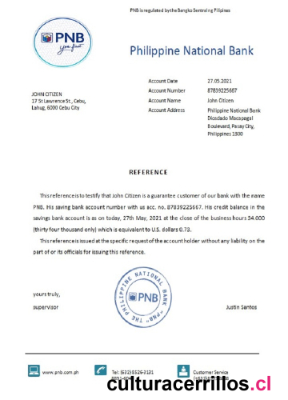 PNB is regulated by the Bangko Sentral ng Pilipinas
PNB
you first
Philippine National Bank
Account Date 27.05.2021
Account Number 87839225667
JOHN CITIZEN
Account Name John Citizen
27 St Lawrence St., Cebu,
Account Address Philippine National Bank
Lahug, 6000 Cebu City
Diosdado Macapagal
Boulevard, Pasay City,
Philippines 1300
REFERENCE
This reference is to testify that John Citizen is a guarantee customer of our bank with the name
PNB. His saving bank account number with us acc. no. 87839225667. His credit balance in the
savings bank account is as on today, 27th May, 2021 at the close of the business hours 34.000
(thirty four thousand only) which is equivalent to U.S. dollars 0.73.
This reference is issued at the specific request of the account holder without any liability on the
part of or its officials for issuing this reference.
yours truly,
supervisor
Justin Santos
THE PHILIPPINE NATIONAL BANK "PNB"
PNB
www.pnb.com.ph
Tel: (632) 8526-3131
Customer Service
culturacerrillos.cl